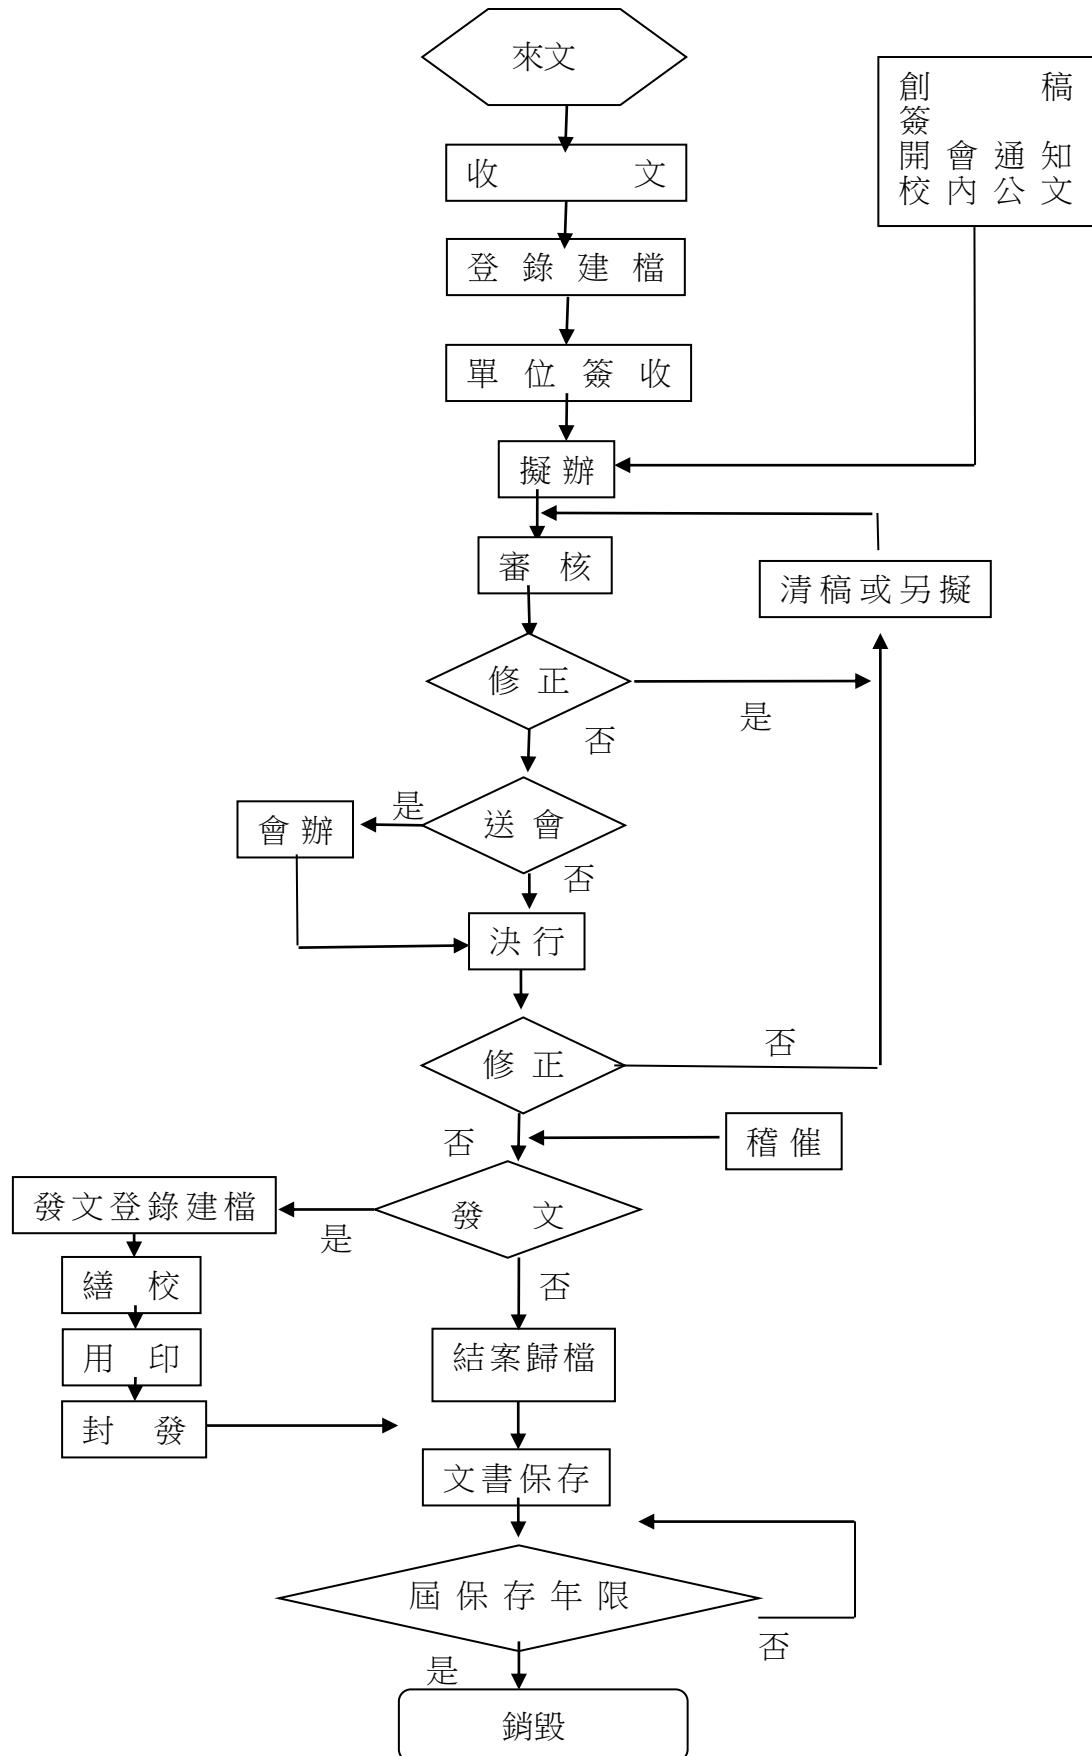 來文
創稿
簽
開會通知
校內公文
收文
登錄建檔
單位簽收
擬辦
審核
清稿或另擬
修正
是
否
是
送會
會辦
否
決行
修正
否
否
稽催
發文
發文登錄建檔
是
繕校
否
用印
結案歸檔
封發
文書保存
屆保存年限
否
是
銷毀